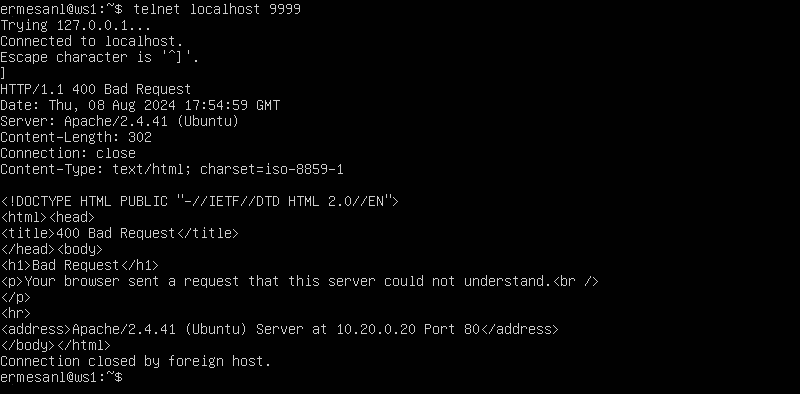 ermesanl@ws1:~$ telnet localhost 9999
Trying 127.0.0.1...
Connected to localhost.
Escape character is '^]'.
]
HTTP/1.1 400 Bad Request
Date: Thu, 08 Aug 2024 17:54:59 GMT
Server: Apache/2.4.41 (Ubuntu)
Content-Length: 302
Connection: close
Content-Type: text/html; charset=iso-8859-1

<!DOCTYPE HTML PUBLIC "-//IETF//DTD HTML 2.0//EN">
<html><head>
<title>400 Bad Request</title>
</head><body>
<h1>Bad Request</h1>
<p>Your browser sent a request that this server could not understand.<br />
</p>
<hr>
<address>Apache/2.4.41 (Ubuntu) Server at 10.20.0.20 Port 80</address>
</body></html>
Connection closed by foreign host.
ermesanl@ws1:~$